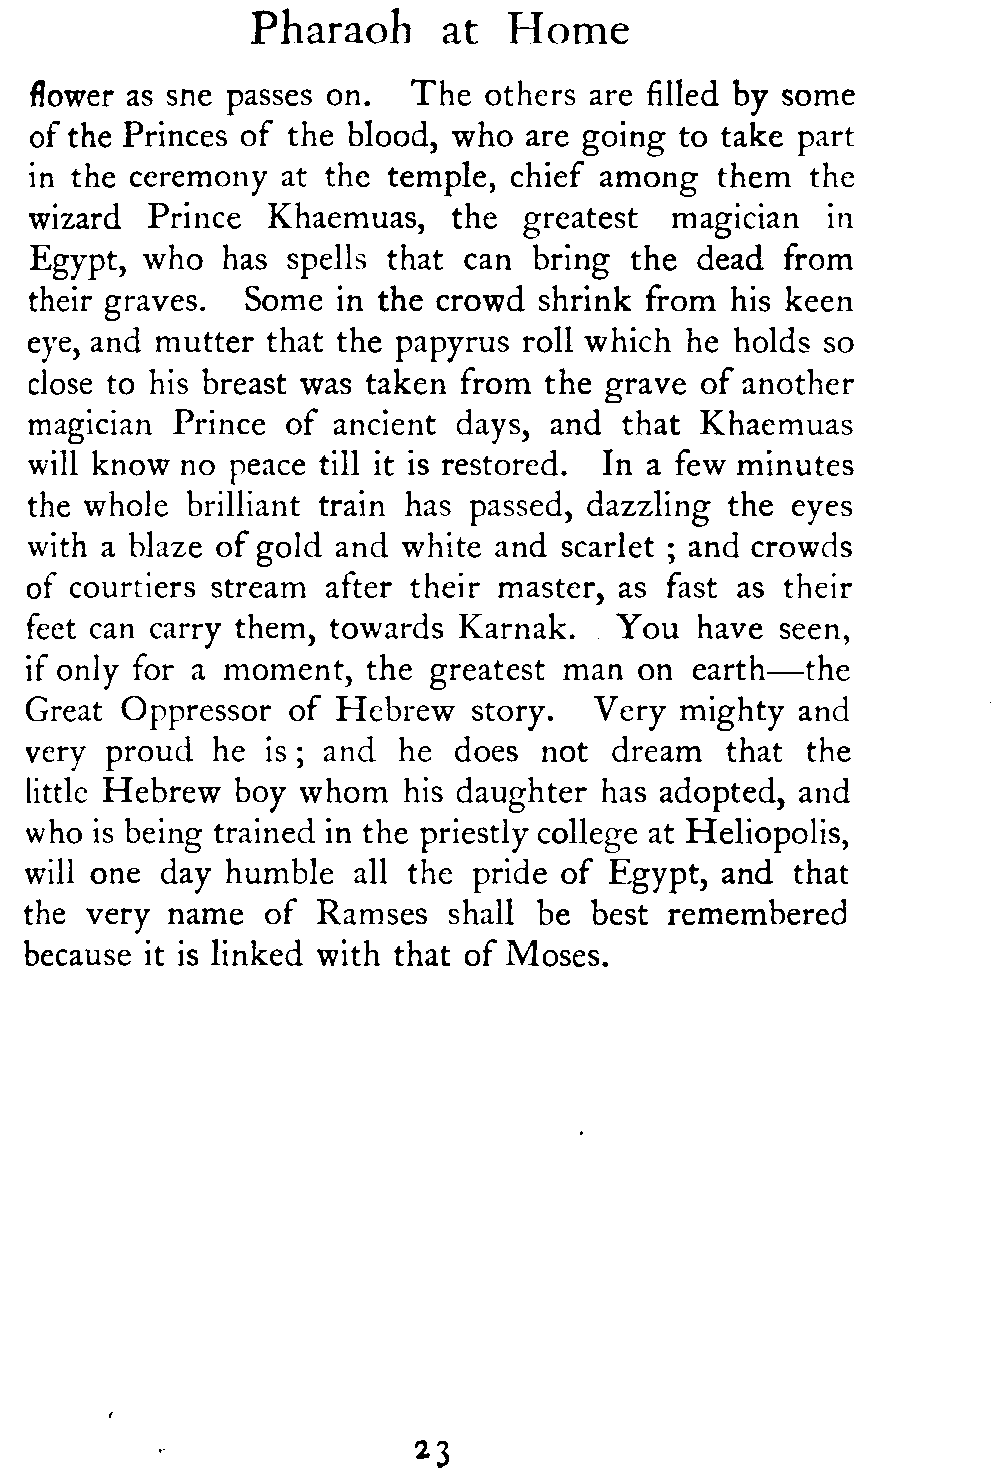 Pharaoh at Home
flower as sne passes on. The others are filled by some
of the Princes of the blood, who are going to take part
in the ceremony at the temple, chief among them the
wizard Prince Khaemuas, the greatest magician in
Egypt, who has spells that can bring the dead from
their graves. Some in the crowd shrink from his keen
eye, and mutter that the papyrus roll which he holds so
close to his breast was taken from the grave of another
magician Prince of ancient days, and that Khaemuas
will know no peace till it is restored. In a few minutes
the whole brilliant train has passed, dazzling the eyes
with a blaze of gold and white and scarlet ; and crowds
of courtiers stream after their master, as fast as their
feet can carry them, towards Karnak. You have seen,
if only for a moment, the greatest man on earth—the
Great Oppressor of Hebrew story. Very mighty and
very proud he is ; and he does not dream that the
little Hebrew boy whom his daughter has adopted, and
who is being trained in the priestly college at Heliopolis,
will one day humble all the pride of Egypt, and that
the very name of Ramses shall be best remembered
because it is linked with that of Moses.
23